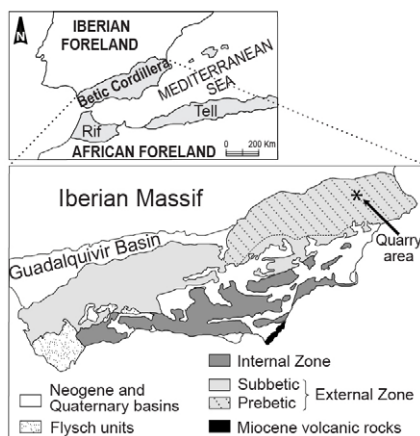 N
IBERIAN
FORELAND
Betic Cordillera
MEDITERRANEAN
SEA
Rif
Tell
AFRICAN FORELAND
0 200 Km
Iberian Massif
Guadalquivir Basin
Quarry
area
Neogene and
Quaternary basins
Flysch units
Internal Zone
Subbetic
Prebetic
External Zone
Miocene volcanic rocks